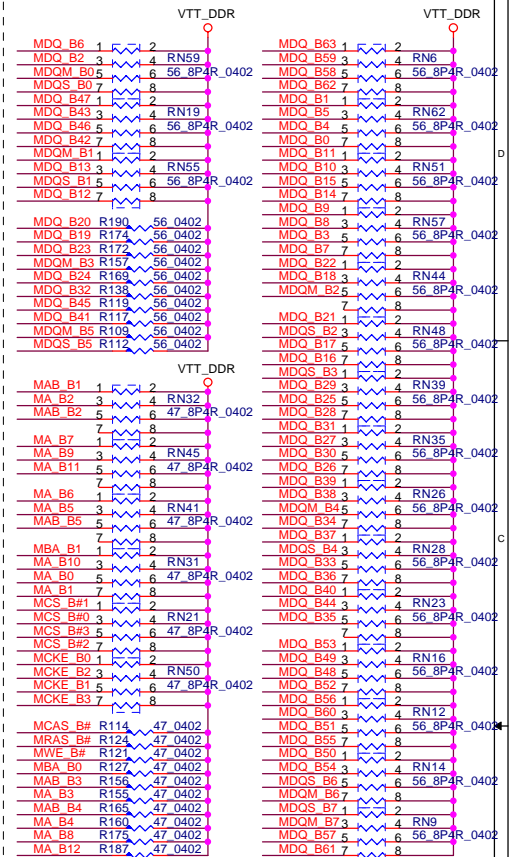 VTT_DDR
MDQ_B6 1 2
MDQ_B2 3 4 RN59
MDQM_B0 5 6 56_8P4R_0402
MDQS_B0 7 8
MDQ_B47 1 2
MDQ_B43 3 4 RN19
MDQ_B46 5 6 56_8P4R_0402
MDQ_B42 7 8
MDQM_B1 1 2
MDQ_B13 3 4 RN55
MDQS_B1 5 6 56_8P4R_0402
MDQ_B12 7 8
MDQ_B20 R190 56_0402
MDQ_B19 R174 56_0402
MDQ_B23 R172 56_0402
MDQM_B3 R157 56_0402
MDQ_B24 R169 56_0402
MDQ_B32 R138 56_0402
MDQ_B45 R119 56_0402
MDQ_B41 R117 56_0402
MDQM_B5 R109 56_0402
MDQS_B5 R112 56_0402
VTT_DDR
MAB_B1 1 2
MA_B2 3 4 RN32
MAB_B2 5 6 47_8P4R_0402
7 8
MA_B7 1 2
MA_B9 3 4 RN45
MA_B11 5 6 47_8P4R_0402
7 8
MA_B6 1 2
MA_B5 3 4 RN41
MAB_B5 5 6 47_8P4R_0402
7 8
MBA_B1 1 2
MA_B10 3 4 RN31
MA_B0 5 6 47_8P4R_0402
MA_B1 7 8
MCS_B#1 1 2
MCS_B#0 3 4 RN21
MCS_B#3 5 6 47_8P4R_0402
MCS_B#2 7 8
MCKE_B0 1 2
MCKE_B2 3 4 RN50
MCKE_B1 5 6 47_8P4R_0402
MCKE_B3 7 8
MCAS_B# R114 47_0402
MRAS_B# R124 47_0402
MWE_B# R121 47_0402
MBA_B0 R127 47_0402
MAB_B3 R156 47_0402
MA_B3 R155 47_0402
MAB_B4 R165 47_0402
MA_B4 R160 47_0402
MA_B8 R175 47_0402
MA_B12 R187 47_0402
VTT_DDR
MDQ_B63 1 2
MDQ_B59 3 4 RN6
MDQ_B58 5 6 56_8P4R_0402
MDQ_B62 7 8
MDQ_B1 1 2
MDQ_B5 3 4 RN62
MDQ_B4 5 6 56_8P4R_0402
MDQ_B0 7 8
MDQ_B11 1 2
MDQ_B10 3 4 RN51
MDQ_B15 5 6 56_8P4R_0402
MDQ_B14 7 8
MDQ_B9 1 2
MDQ_B8 3 4 RN57
MDQ_B3 5 6 56_8P4R_0402
MDQ_B7 7 8
MDQ_B22 1 2
MDQ_B18 3 4 RN44
MDQM_B2 5 6 56_8P4R_0402
7 8
MDQ_B21 1 2
MDQS_B2 3 4 RN48
MDQ_B17 5 6 56_8P4R_0402
MDQ_B16 7 8
MDQS_B3 1 2
MDQ_B29 3 4 RN39
MDQ_B25 5 6 56_8P4R_0402
MDQ_B28 7 8
MDQ_B31 1 2
MDQ_B27 3 4 RN35
MDQ_B30 5 6 56_8P4R_0402
MDQ_B26 7 8
MDQ_B39 1 2
MDQ_B38 3 4 RN26
MDQM_B4 5 6 56_8P4R_0402
MDQ_B34 7 8
MDQ_B37 1 2
MDQS_B4 3 4 RN28
MDQ_B33 5 6 56_8P4R_0402
MDQ_B36 7 8
MDQ_B40 1 2
MDQ_B44 3 4 RN23
MDQ_B35 5 6 56_8P4R_0402
7 8
MDQ_B53 1 2
MDQ_B49 3 4 RN16
MDQ_B48 5 6 56_8P4R_0402
MDQ_B52 7 8
MDQ_B56 1 2
MDQ_B60 3 4 RN12
MDQ_B51 5 6 56_8P4R_0402
MDQ_B55 7 8
MDQ_B50 1 2
MDQ_B54 3 4 RN14
MDQS_B6 5 6 56_8P4R_0402
MDQM_B6 7 8
MDQS_B7 1 2
MDQM_B7 3 4 RN9
MDQ_B57 5 6 56_8P4R_0402
MDQ_B61 7 8
D
C